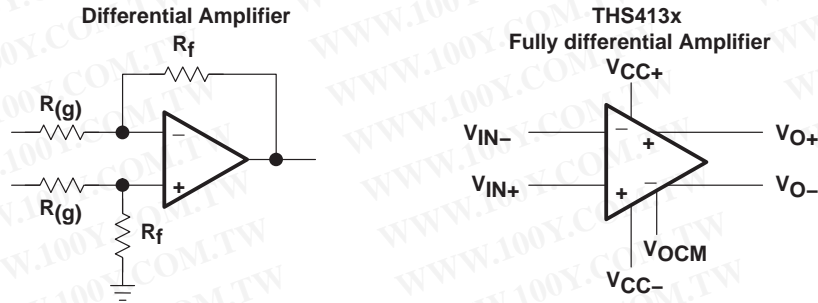 Differential Amplifier
Rf
R(g)
−
+
R(g)
Rf
THS413x
Fully differential Amplifier
VCC+
VIN− − + VO+
VIN+ + − VO−
VOCM
VCC−
WWW.100Y.COM.TW